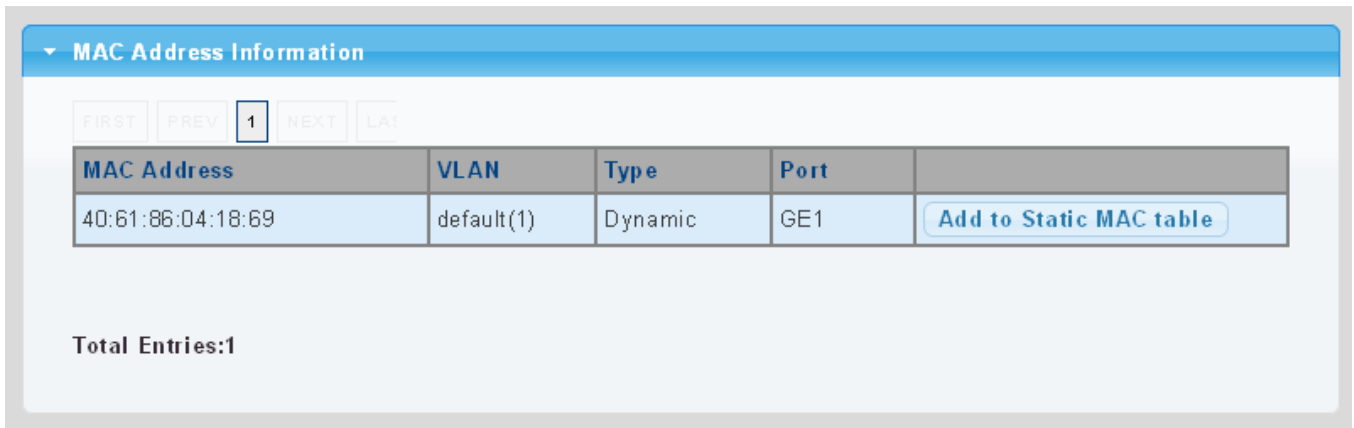 MAC Address Information
FIRST PREV 1 NEXT
MAC Address VLAN Type Port
40:61:86:04:18:69 default(1) Dynamic GE1 Add to Static MAC table
Total Entries:1